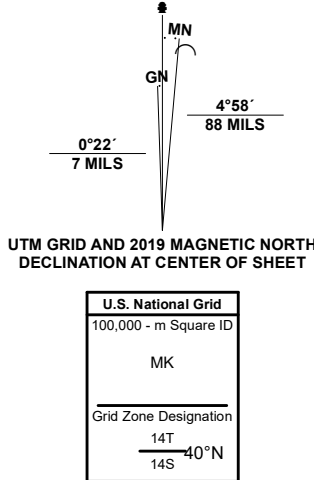 MN
GN
4°58´
88 MILS
0°22´
7 MILS
UTM GRID AND 2019 MAGNETIC NORTH
DECLINATION AT CENTER OF SHEET
U.S. National Grid
100,000 - m Square ID
MK
Grid Zone Designation
14T
40°N
14S